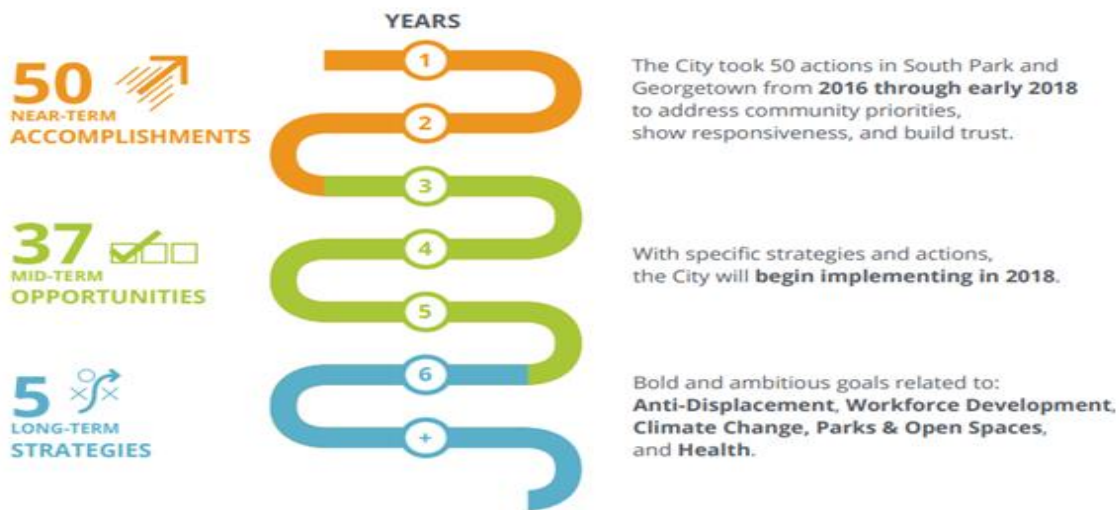 YEARS
50
NEAR-TERM
ACCOMPLISHMENTS
1
2
The City took 50 actions in South Park and
Georgetown from 2016 through early 2018
to address community priorities,
show responsiveness, and build trust.
37
MID-TERM
OPPORTUNITIES
3
4
5
With specific strategies and actions,
the City will begin implementing in 2018.
5
LONG-TERM
STRATEGIES
6
+
Bold and ambitious goals related to:
Anti-Displacement, Workforce Development,
Climate Change, Parks & Open Spaces,
and Health.